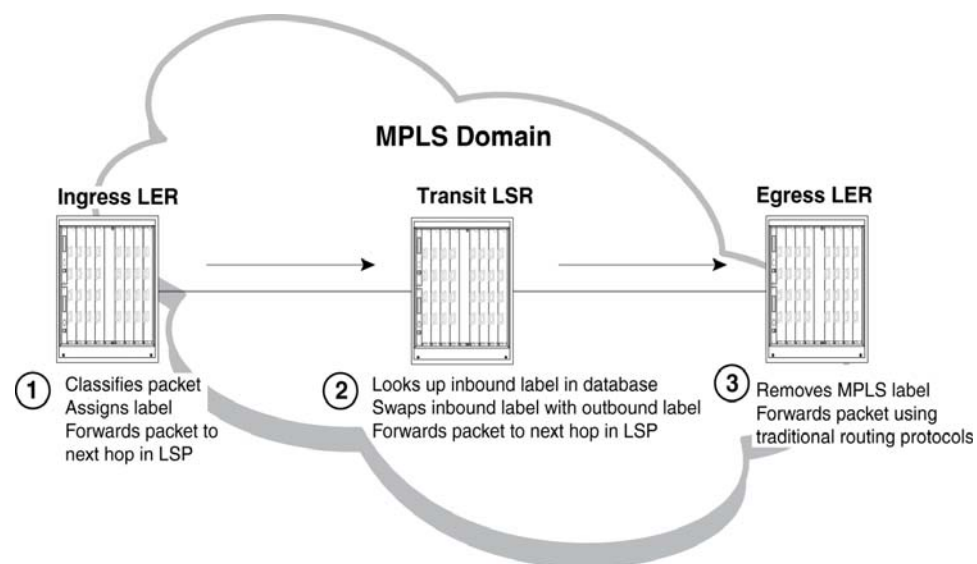 MPLS Domain
Ingress LER
Transit LSR
Egress LER
1
Classifies packet
Assigns label
Forwards packet to
next hop in LSP
2
Looks up inbound label in database
Swaps inbound label with outbound label
Forwards packet to next hop in LSP
3
Removes MPLS label
Forwards packet using
traditional routing protocols